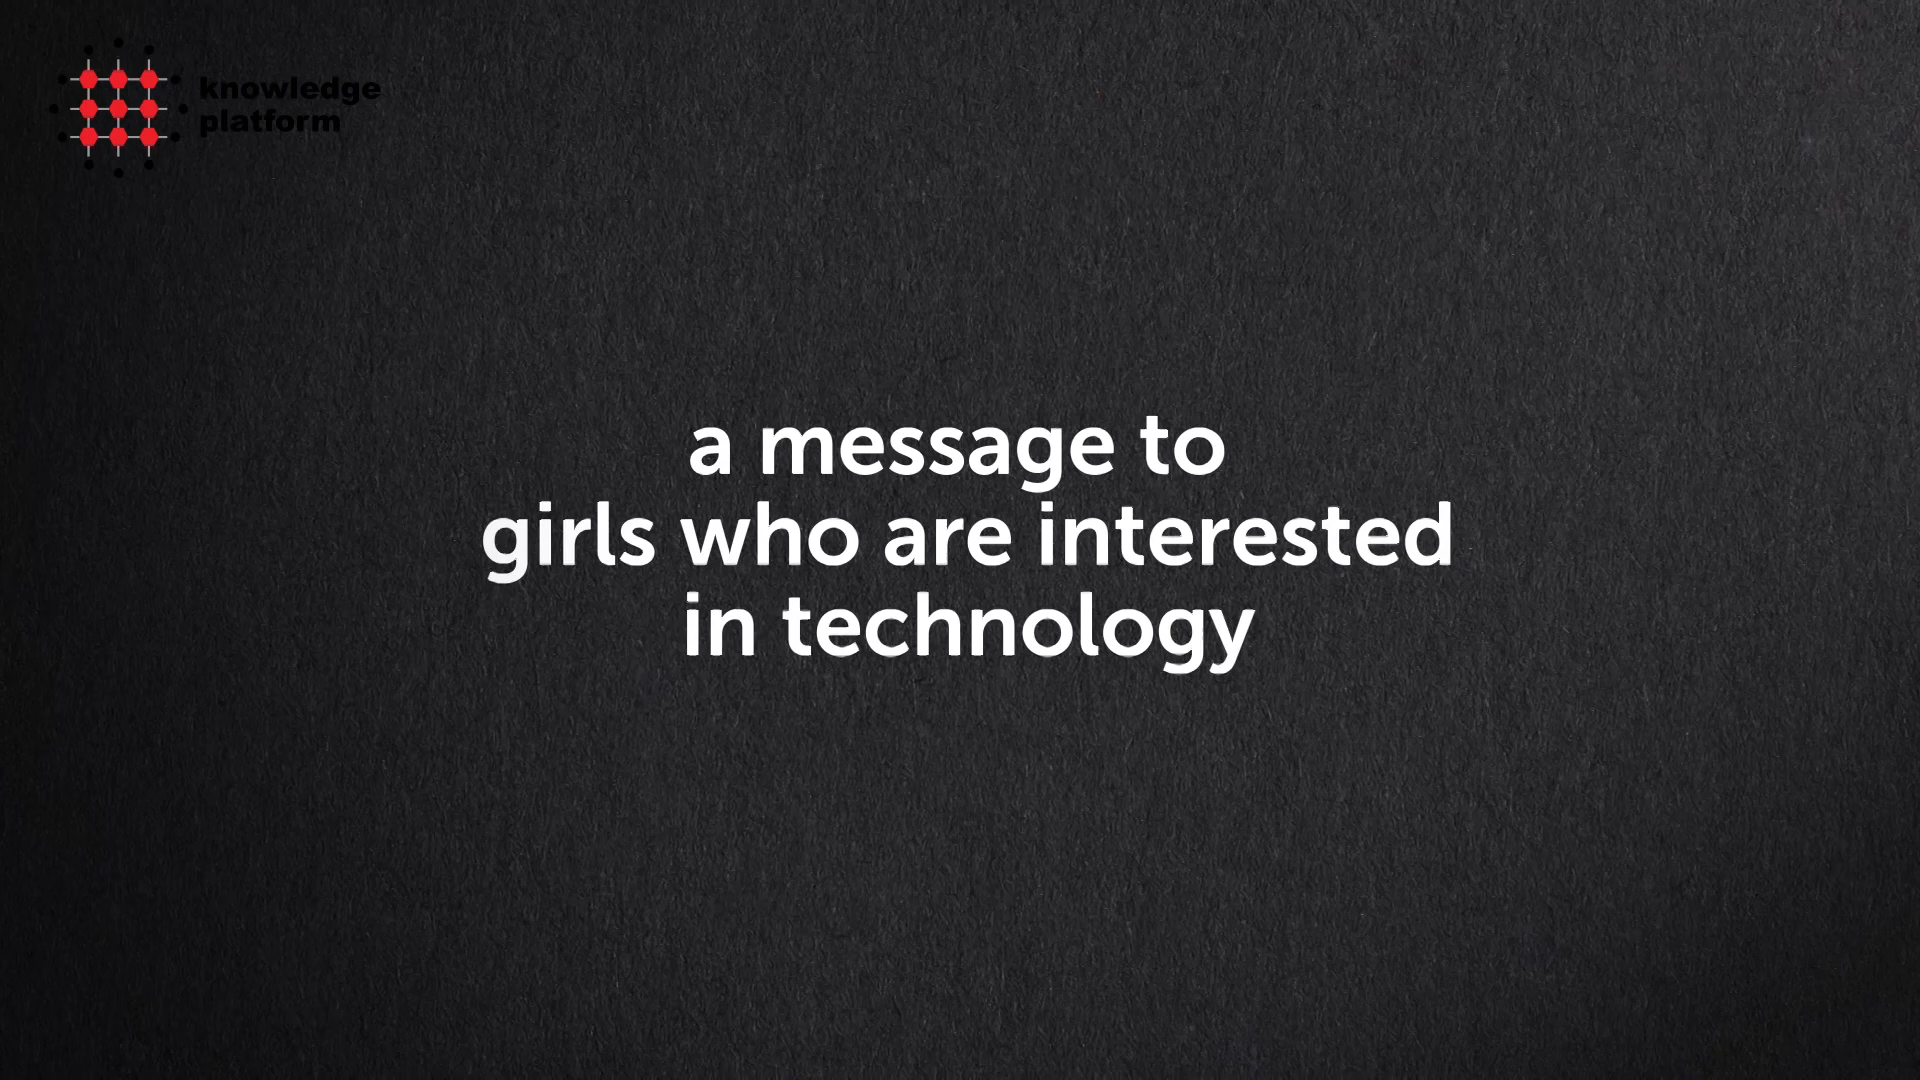 knowledge
platform
a message to
girls who are interested
in technology